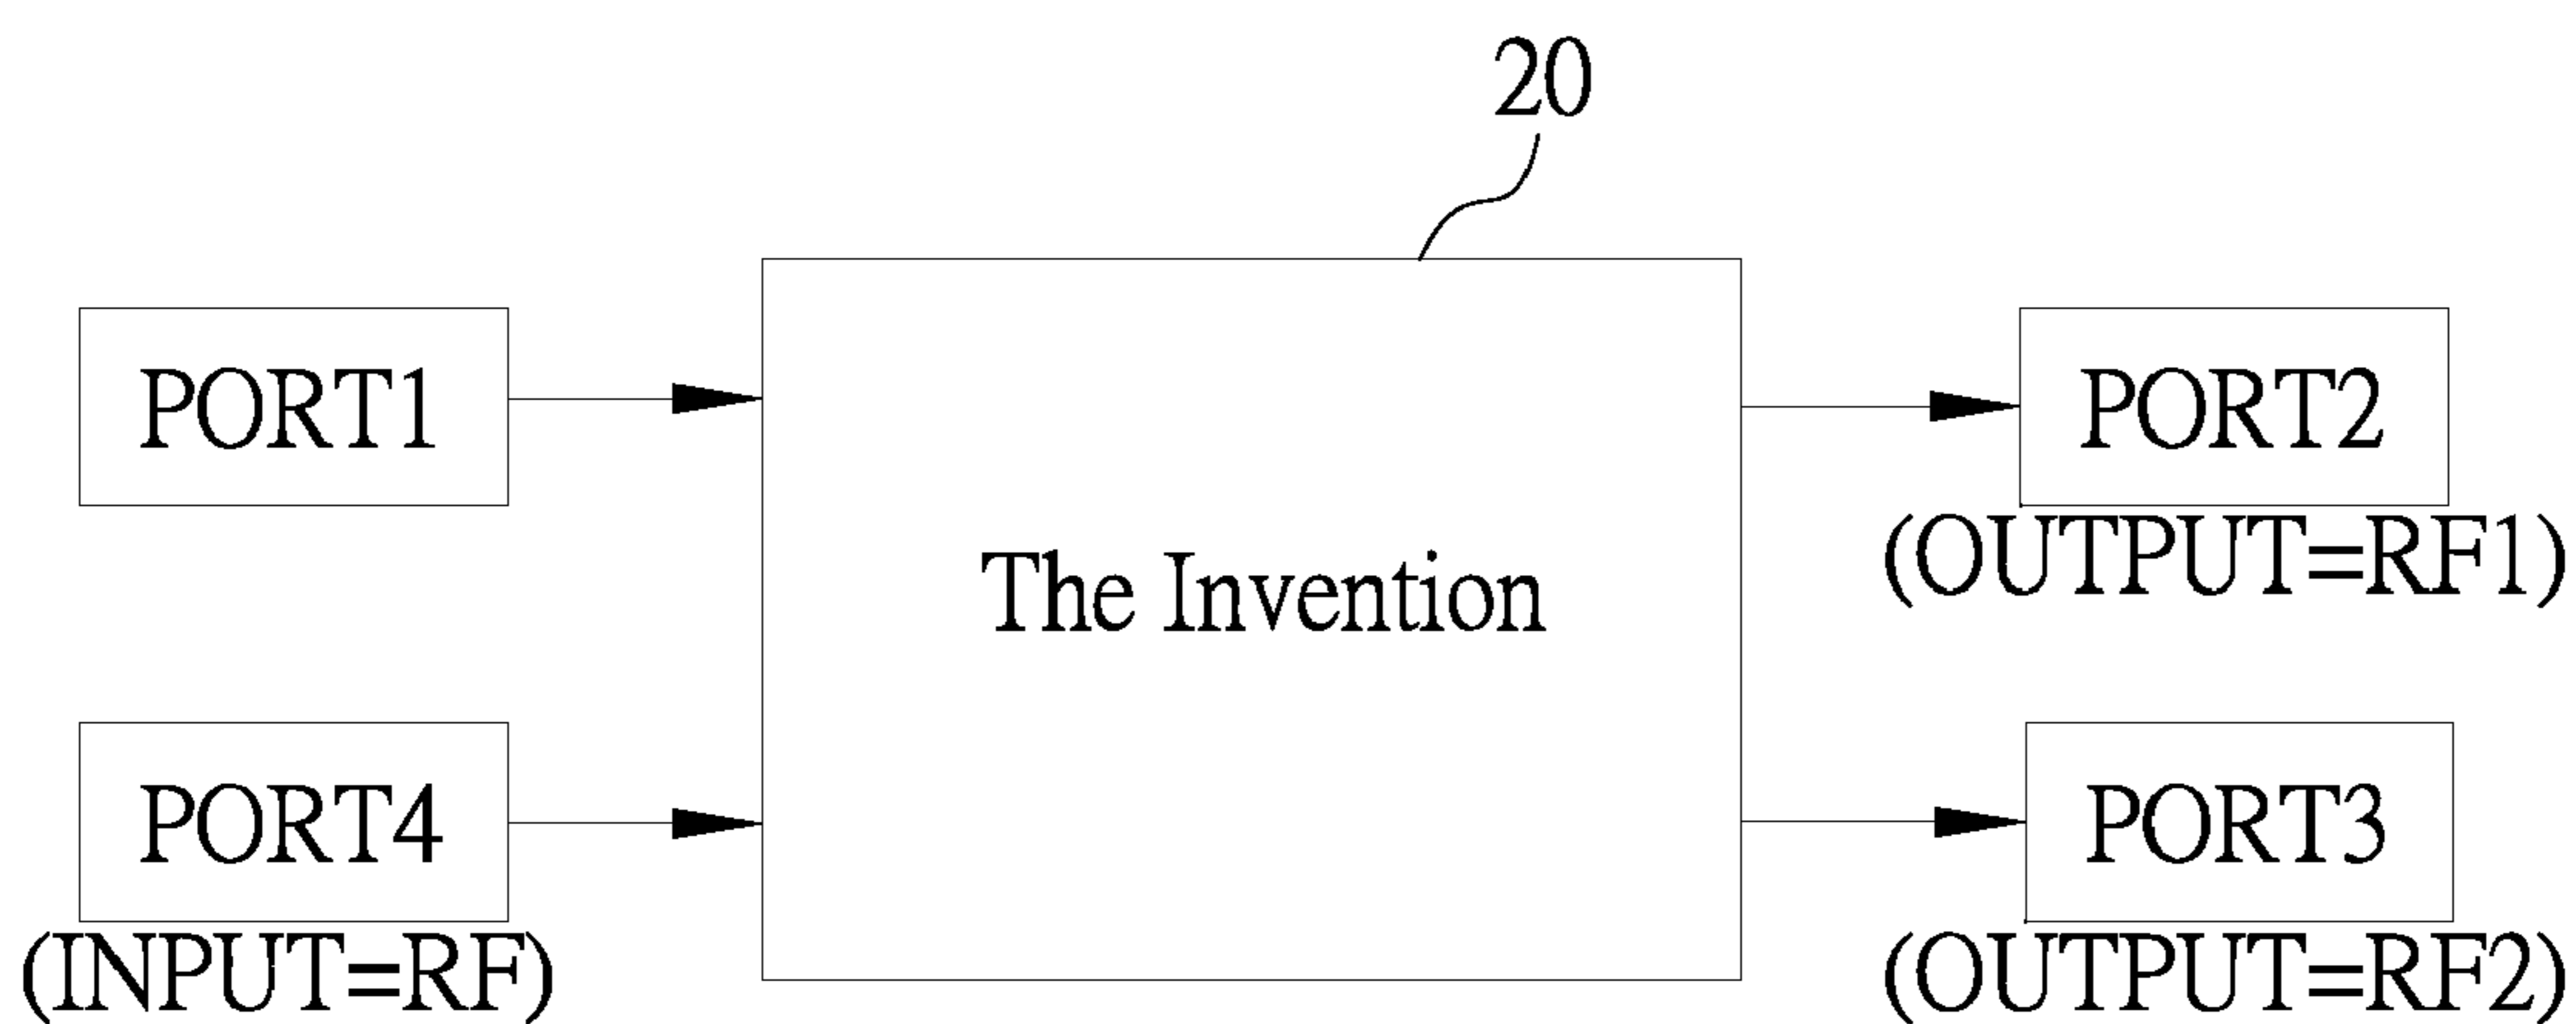 20
PORT1
PORT2
(OUTPUT=RF1)
The Invention
PORT4
(INPUT=RF)
PORT3
(OUTPUT=RF2)